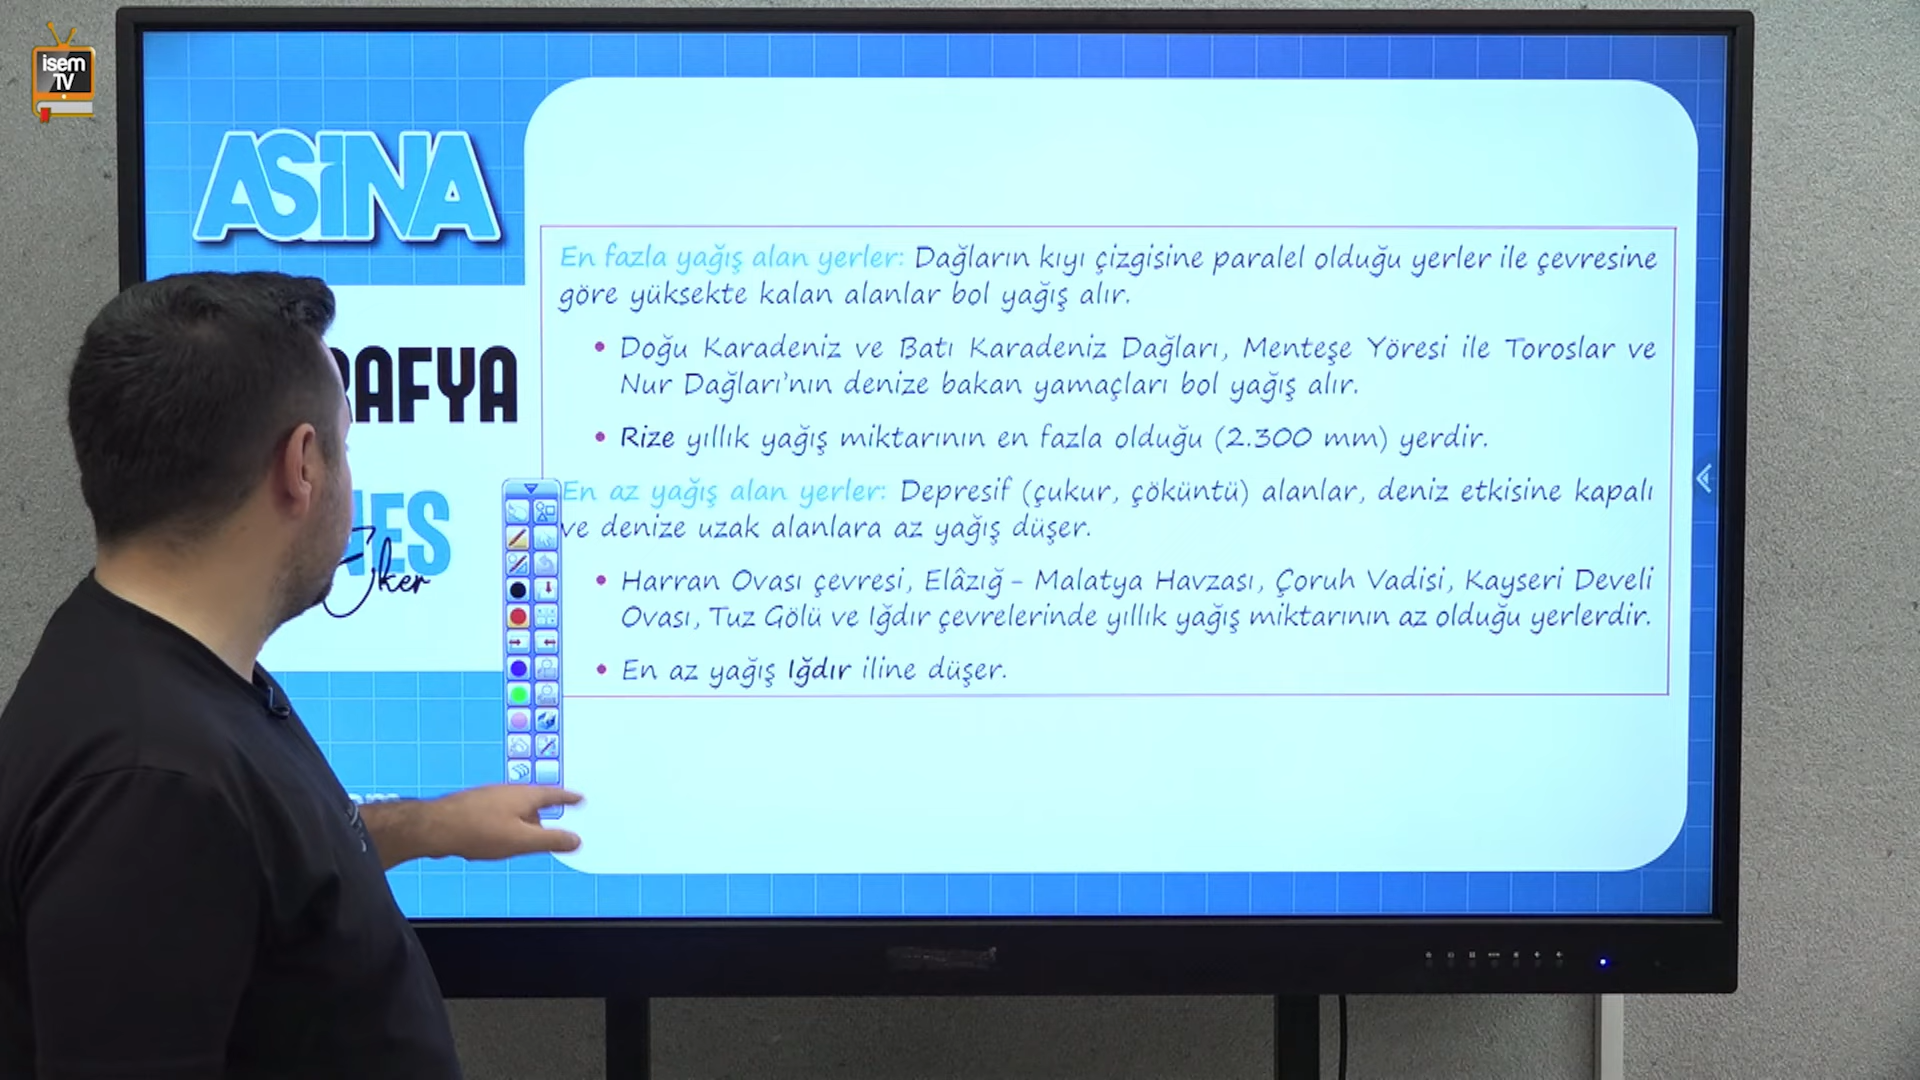 isem
TV
ASİNA
RAFYA
NES
Eker
En fazla yağış alan yerler: Dağların kıyı çizgisine paralel olduğu yerler ile çevresine
göre yüksekte kalan alanlar bol yağış alır.
• Doğu Karadeniz ve Batı Karadeniz Dağları, Menteşe Yöresi ile Toroslar ve
Nur Dağları'nın denize bakan yamaçları bol yağış alır.
• Rize yıllık yağış miktarının en fazla olduğu (2.300 mm) yerdir.
En az yağış alan yerler: Depresif (çukur, çöküntü) alanlar, deniz etkisine kapalı
ve denize uzak alanlara az yağış düşer.
• Harran Ovası çevresi, Elâzığ - Malatya Havzası, Çoruh Vadisi, Kayseri Develi
Ovası, Tuz Gölü ve Iğdır çevrelerinde yıllık yağış miktarının az olduğu yerlerdir.
• En az yağış Iğdır iline düşer.